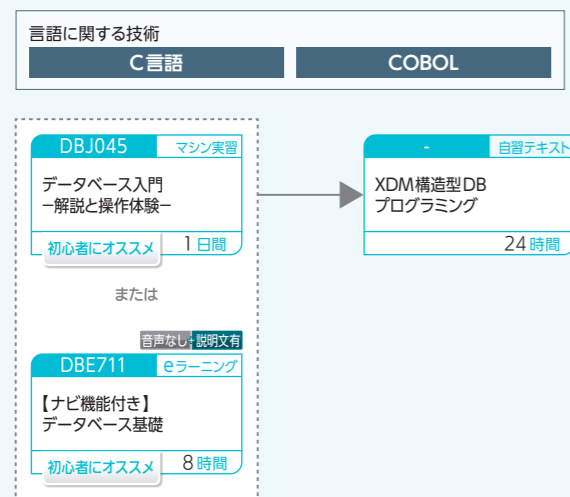 言語に関する技術
C言語
COBOL
DBJ045 マシン実習
データベース入門
−解説と操作体験−
初心者にオススメ 1日間
または
音声なし+説明文有
DBE711 eラーニング
【ナビ機能付き】
データベース基礎
初心者にオススメ 8時間
- 自習テキスト
XDM構造型DB
プログラミング
24時間